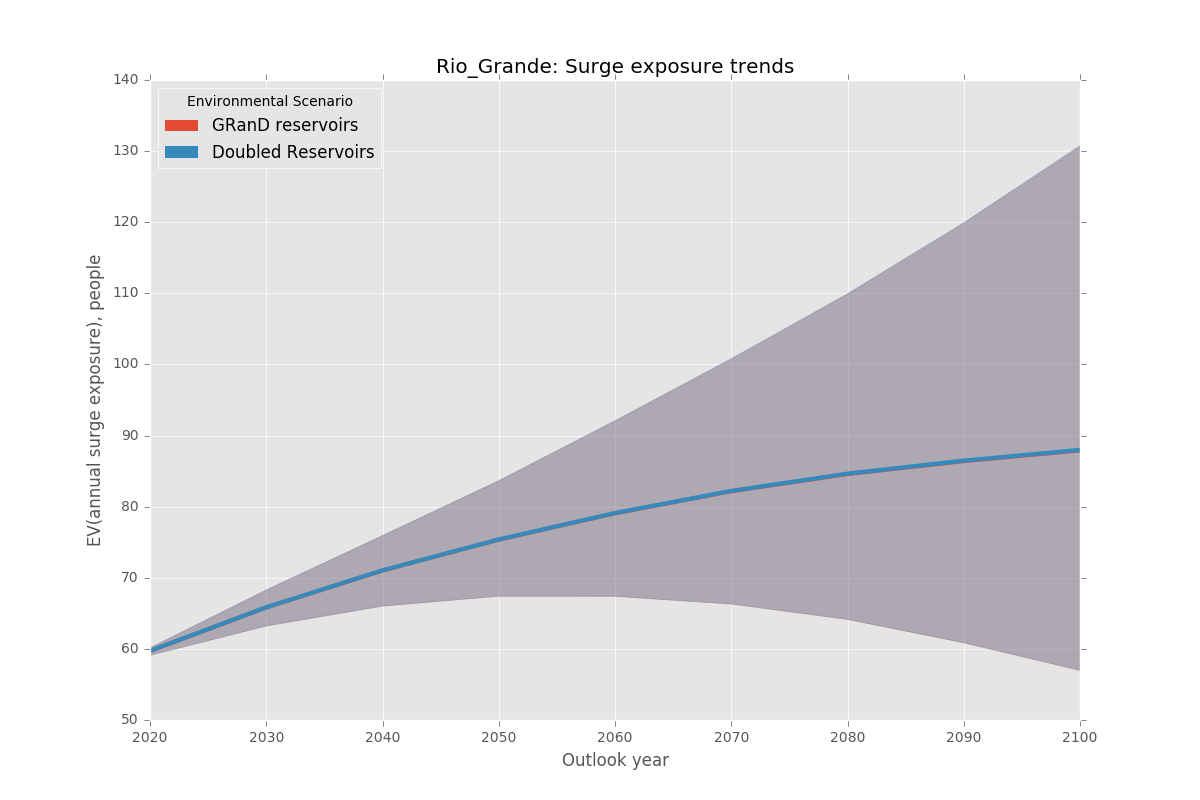 Rio_Grande: Surge exposure trends
140
130
120
110
100
90
80
70
60
50
EV(annual surge exposure), people
Environmental Scenario
GRanD reservoirs
Doubled Reservoirs
2020 2030 2040 2050 2060 2070 2080 2090 2100
Outlook year